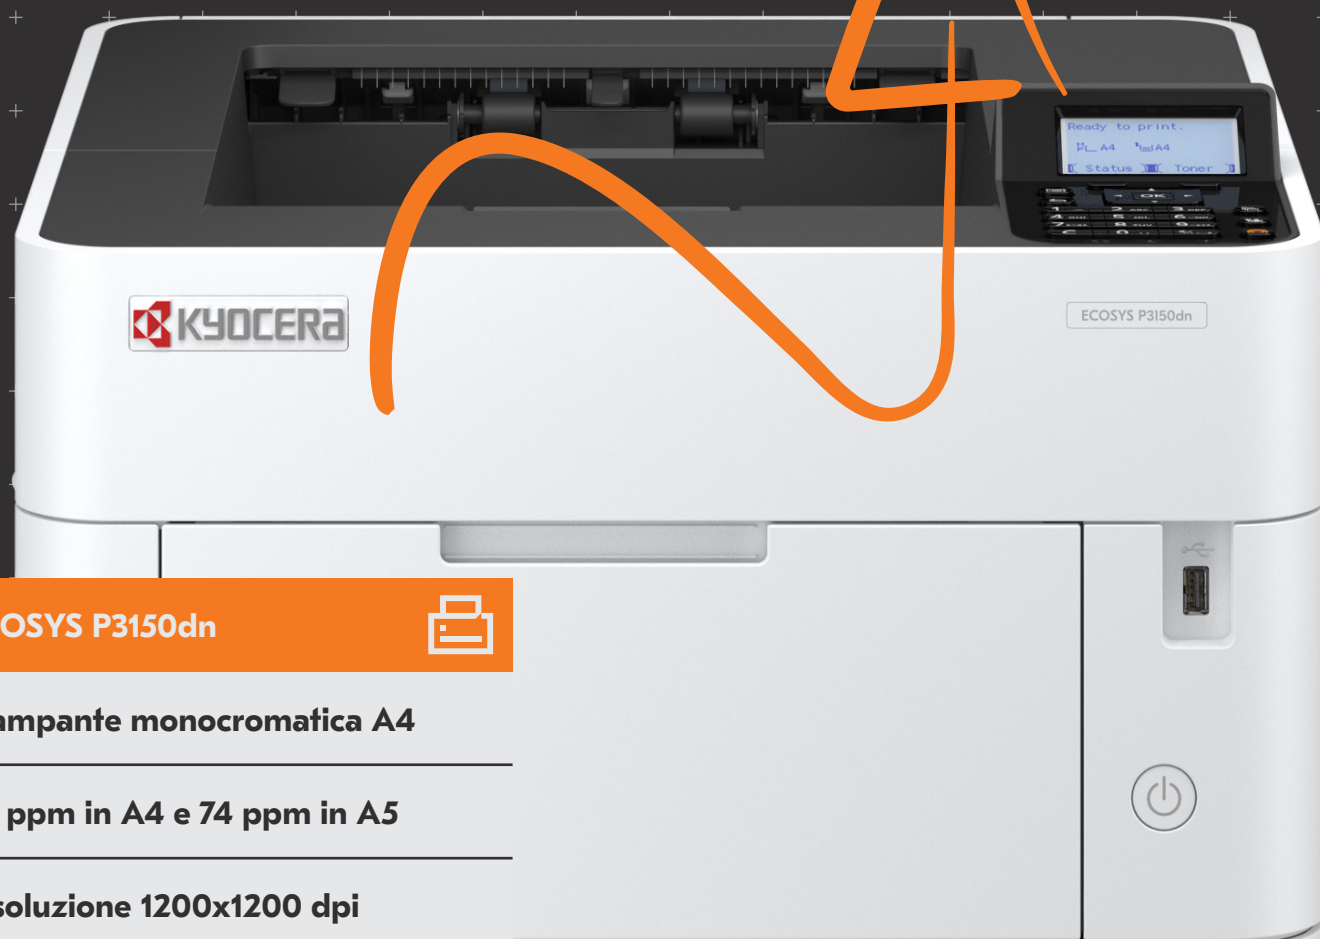 Ready to print.
A4 A4
Status Toner
OK
KYOCERA
ECOSYS P3150dn
OSYS P3150dn
ampante monocromatica A4
ppm in A4 e 74 ppm in A5
soluzione 1200x1200 dpi